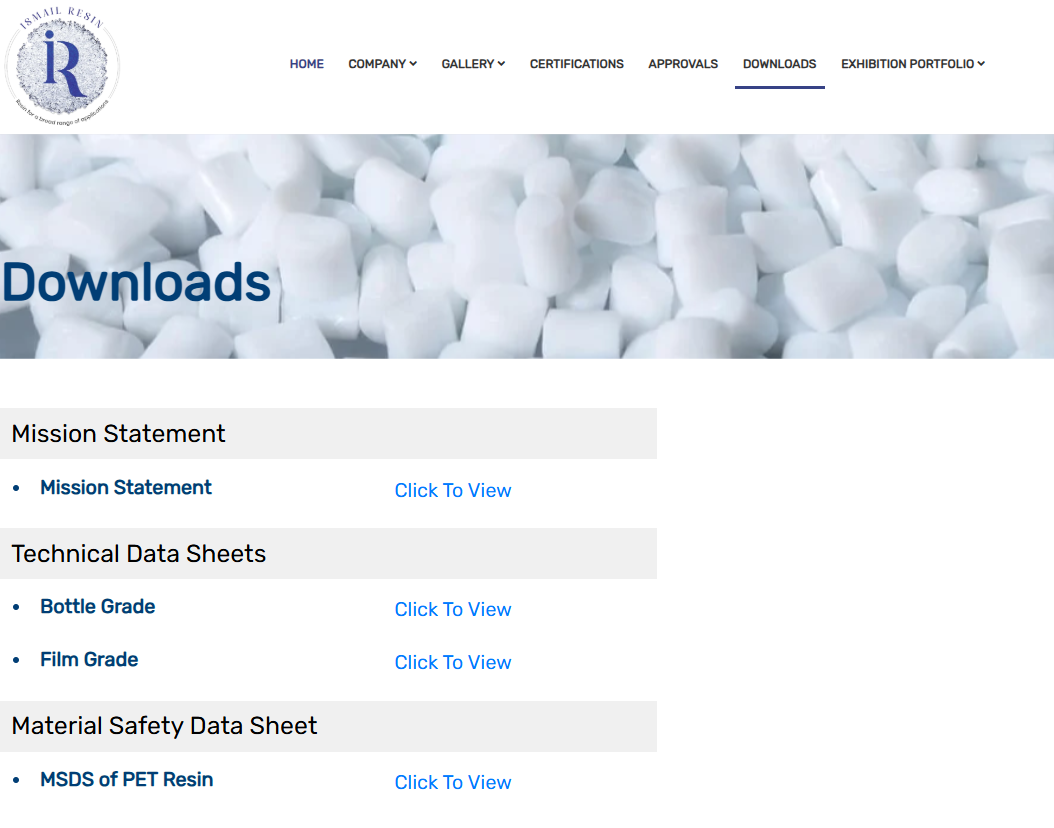 ISMAIL RESIN
iR
Resin for a broad range of applications
HOME COMPANY GALLERY CERTIFICATIONS APPROVALS DOWNLOADS EXHIBITION PORTFOLIO
Downloads
Mission Statement
• Mission Statement Click To View
Technical Data Sheets
• Bottle Grade Click To View
• Film Grade Click To View
Material Safety Data Sheet
• MSDS of PET Resin Click To View